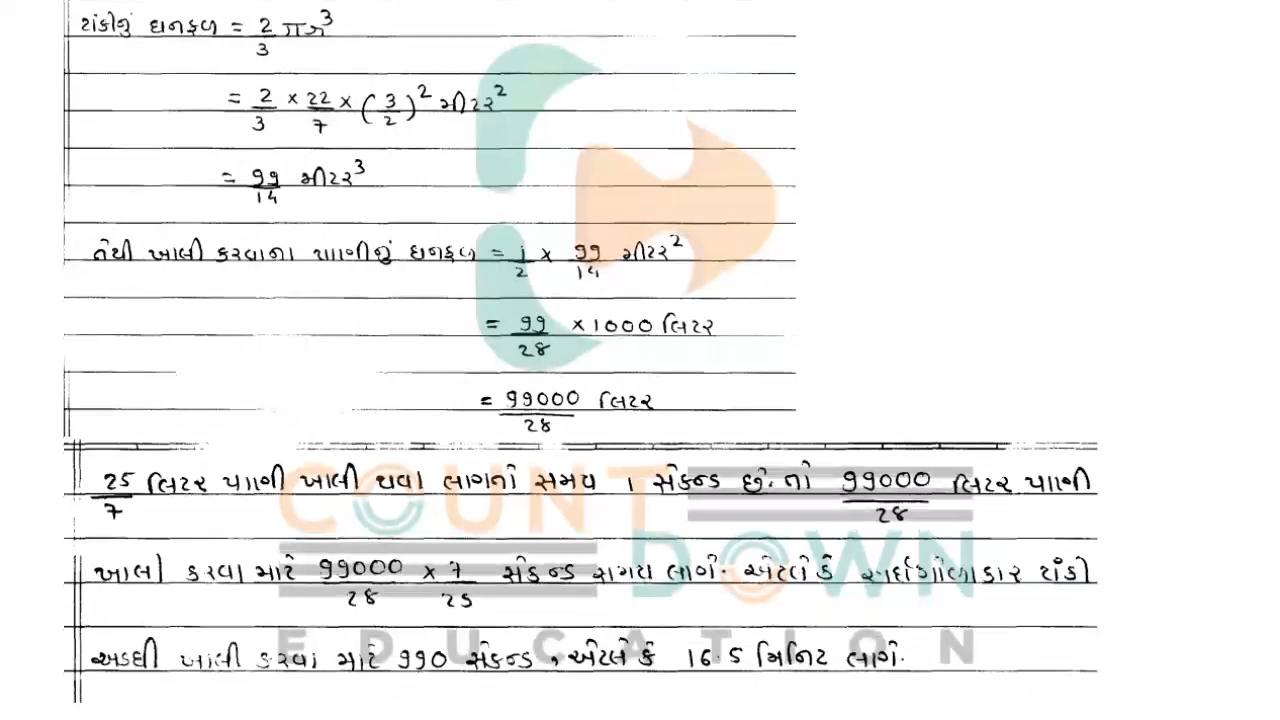 ટાંકીનું ઘનફળ = 2/3 πr³
= 2/3 × 22/7 × (3/2)² મીટર²
= 99/14 મીટર³
તેથી ખાલી કરવાના પાણીનું ઘનફળ = 1/2 × 99/14 મીટર²
= 99/28 × 1000 લિટર
= 99000/28 લિટર
25/7 લિટર પાણી ખાલી થવા લાગતો સમય 1 સેકન્ડ છે. તો 99000/28 લિટર પાણી
ખાલી કરવા માટે 99000/28 × 7/25 સેકન્ડ સમય લાગે. એટલે કે અર્ધગોળાકાર ટાંકી
અડધી ખાલી કરવા માટે 990 સેકન્ડ, એટલે કે 16.5 મિનિટ લાગે.
COUNT
DOWN
EDUCATION